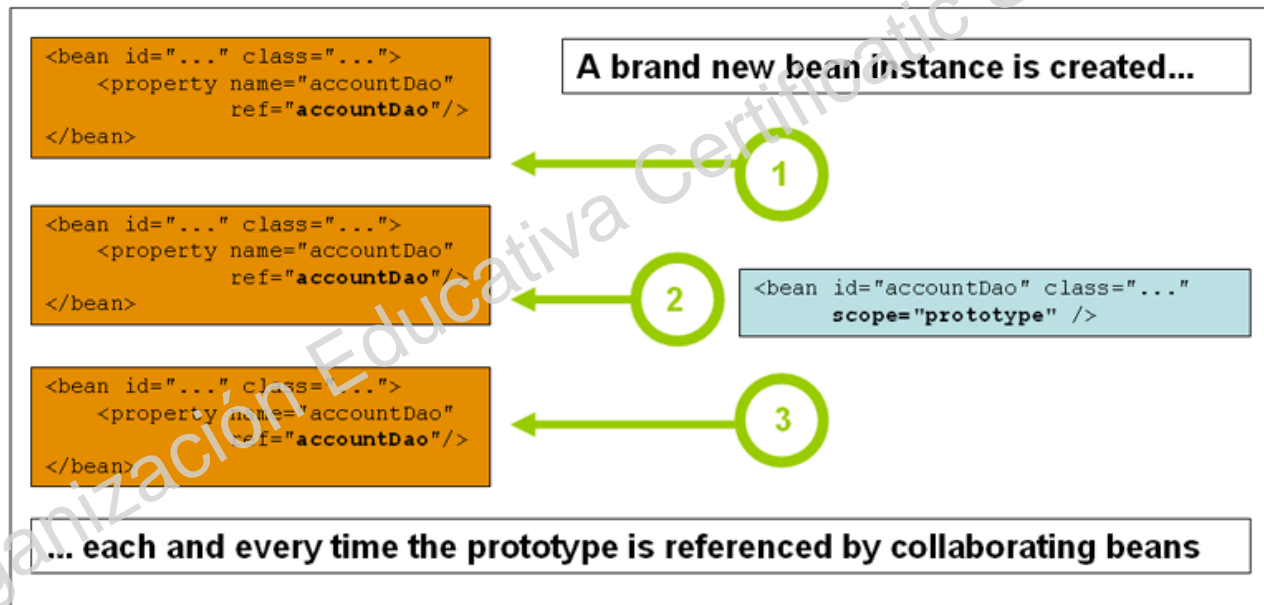 <bean id="..." class="...">
<property name="accountDao"
ref="accountDao"/>
</bean>
A brand new bean instance is created...
1
<bean id="..." class="...">
<property name="accountDao"
ref="accountDao"/>
</bean>
2
<bean id="accountDao" class="..."
scope="prototype" />
<bean id="..." class="...">
<property name="accountDao"
ref="accountDao"/>
</bean>
3
... each and every time the prototype is referenced by collaborating beans
Educativa